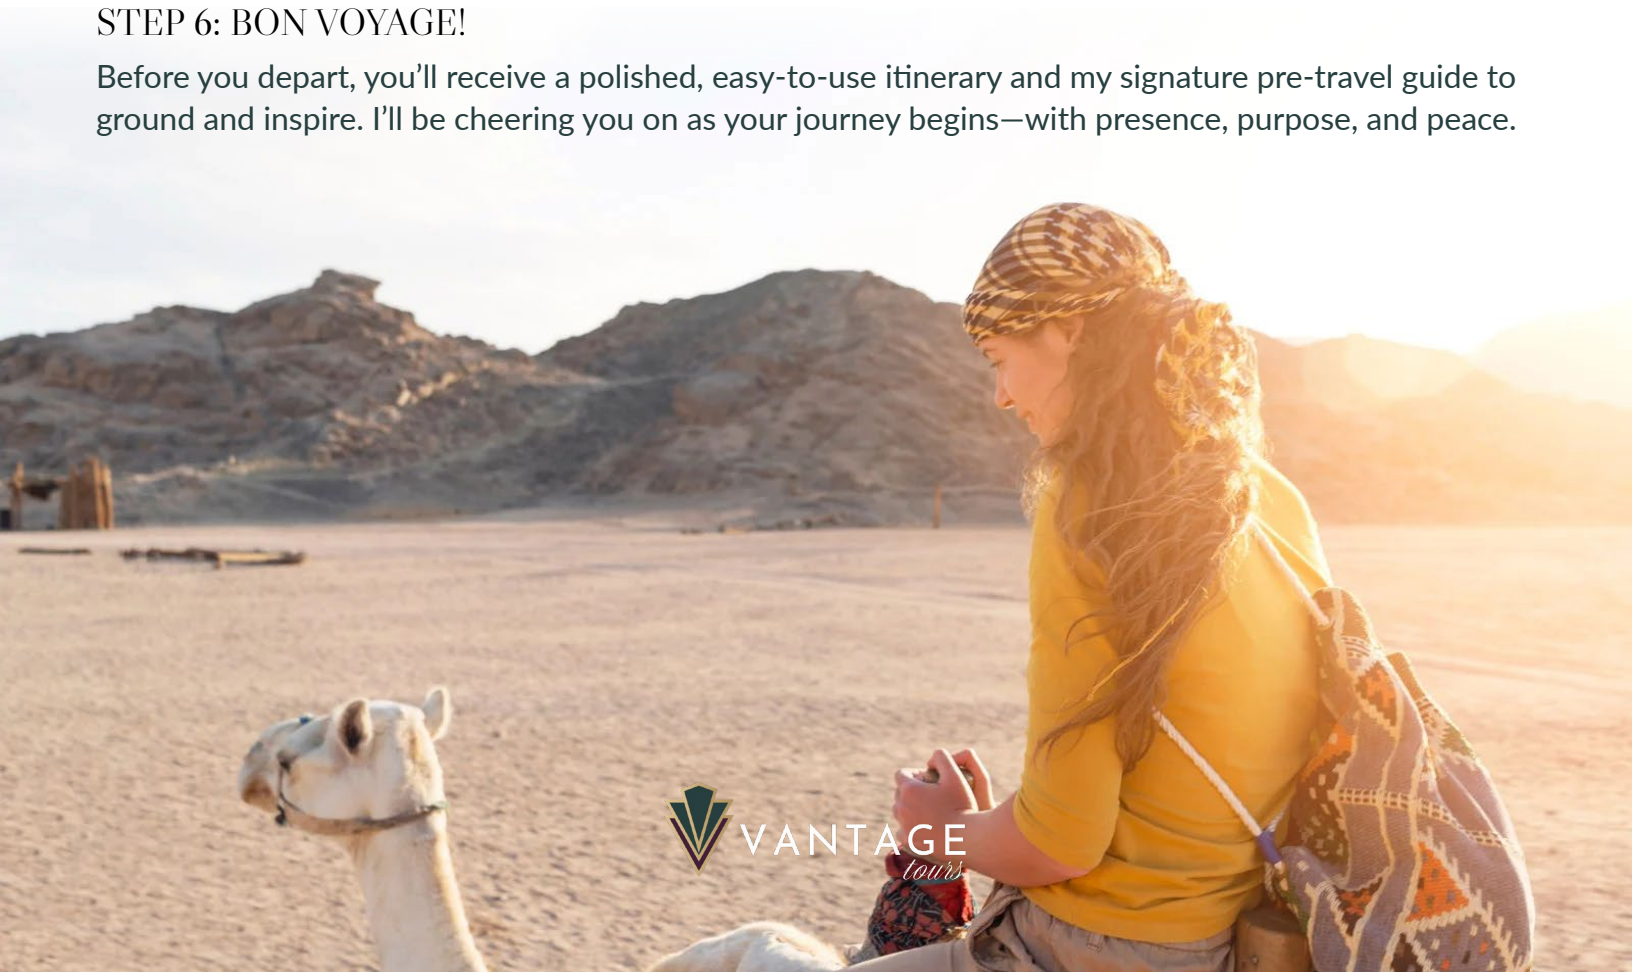 STEP 6: BON VOYAGE!
Before you depart, you’ll receive a polished, easy-to-use itinerary and my signature pre-travel guide to
ground and inspire. I’ll be cheering you on as your journey begins—with presence, purpose, and peace.
VANTAGE
tours